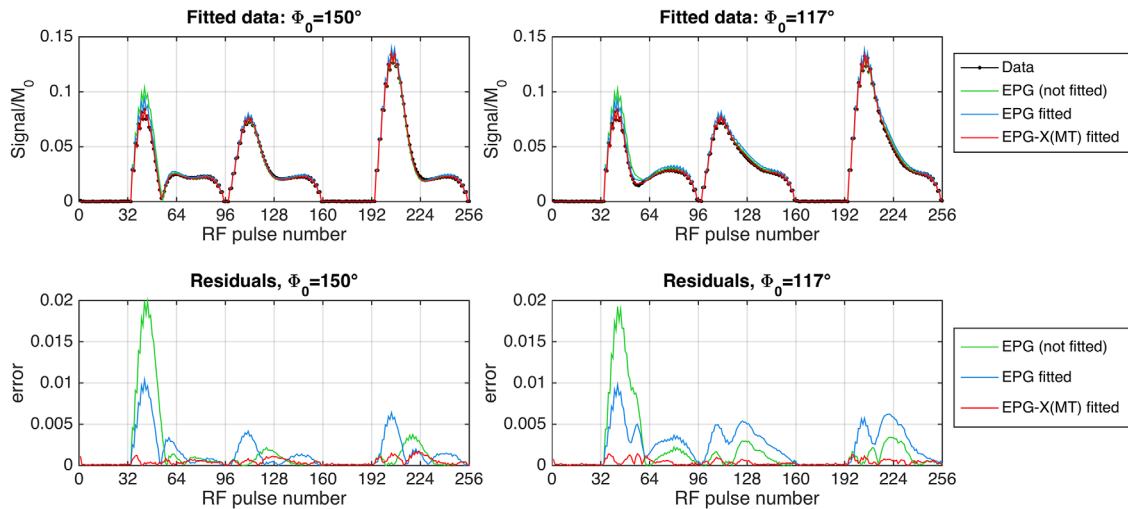 Fitted data: Φ0=150°
Signal/M0
0.15
0.1
0.05
0
0 32 64 96 128 160 192 224 256
RF pulse number
Fitted data: Φ0=117°
Signal/M0
0.15
0.1
0.05
0
0 32 64 96 128 160 192 224 256
RF pulse number
Data
EPG (not fitted)
EPG fitted
EPG-X(MT) fitted
Residuals, Φ0=150°
error
0.02
0.015
0.01
0.005
0
0 32 64 96 128 160 192 224 256
RF pulse number
Residuals, Φ0=117°
error
0.02
0.015
0.01
0.005
0
0 32 64 96 128 160 192 224 256
RF pulse number
EPG (not fitted)
EPG fitted
EPG-X(MT) fitted